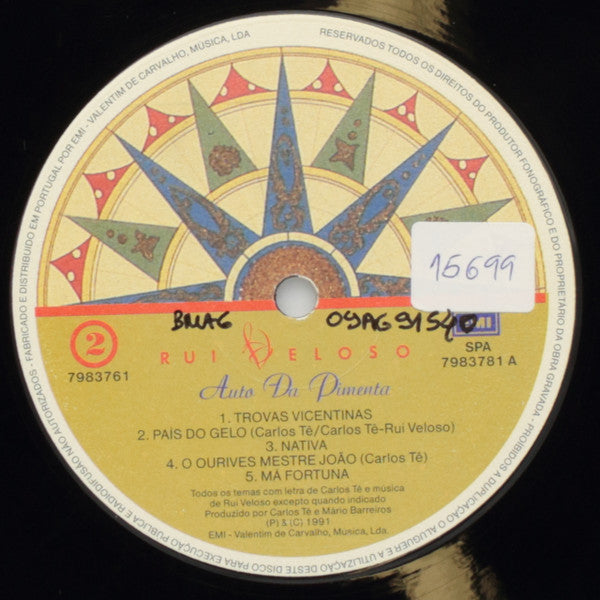 FABRICADO E DISTRIBUIDO EM PORTUGAL POR EMI - VALENTIM DE CARVALHO, MÚSICA, LDA
RESERVADOS TODOS OS DIREITOS DO PRODUTOR FONOGRÁFICO E DO PROPRIETÁRIO DA OBRA GRAVADA - PROIBIDOS A DUPLICAÇÃO O ALUGUER E A UTILIZAÇÃO DESTE DISCO PARA EXECUÇÃO PÚBLICA E RADIODIFUSÃO NÃO AUTORIZADOS -
15699
BMAG
09AG91540
EMI
2
RUI VELOSO
SPA
7983761
7983781 A
Auto Da Pimenta
1. TROVAS VICENTINAS
2. PAÍS DO GELO (Carlos Tê/Carlos Tê-Rui Veloso)
3. NATIVA
4. O OURIVES MESTRE JOÃO (Carlos Tê)
5. MÁ FORTUNA
Todos os temas com letra de Carlos Tê e música
de Rui Veloso excepto quando indicado
Produzido por Carlos Tê e Mário Barreiros
(P) & (C) 1991
EMI - Valentim de Carvalho, Música, Lda.